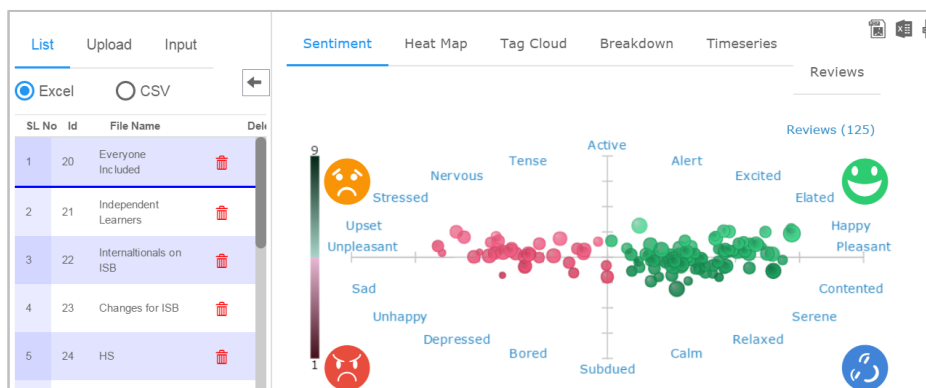 List Upload Input
Excel CSV
SL No Id File Name
1 20 Everyone
Included
2 21 Independent
Learners
3 22 Internaltionals on
ISB
4 23 Changes for ISB
5 24 HS
Sentiment Heat Map Tag Cloud Breakdown Timeseries
Reviews
Reviews (125)
9
Active
Tense Alert
Nervous Excited
Stressed Elated
Upset Happy
Unpleasant Pleasant
Sad Contented
Unhappy Serene
Depressed Relaxed
Bored Calm
1
Subdued